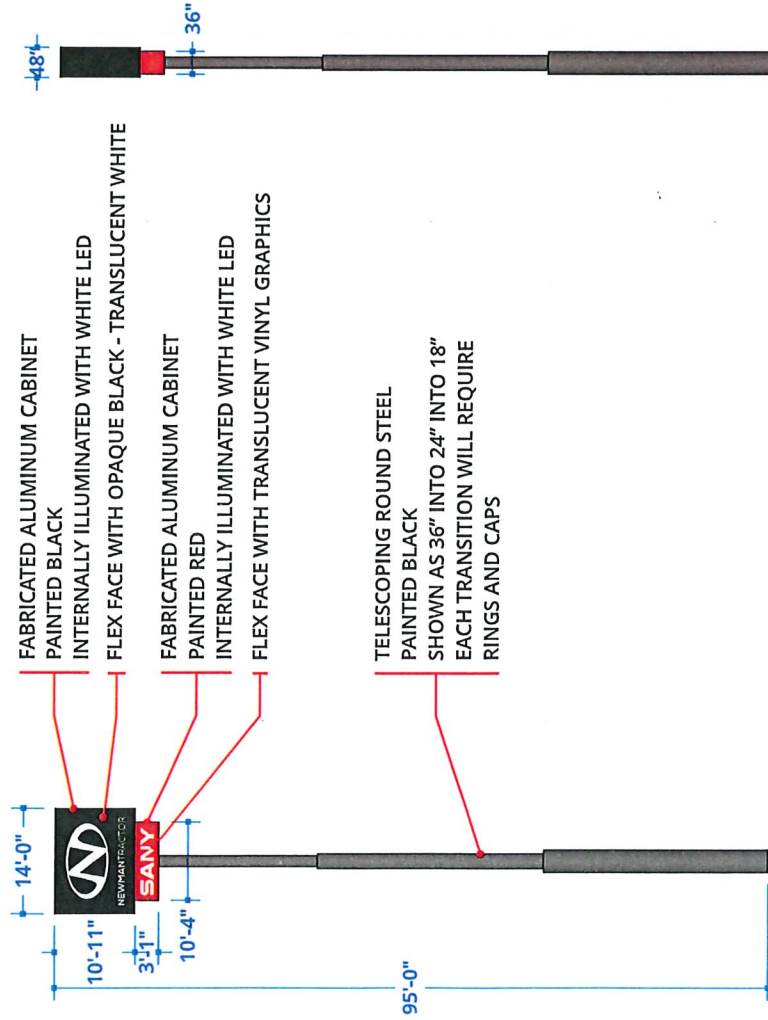 48"
36"
FABRICATED ALUMINUM CABINET
PAINTED BLACK
INTERNALLY ILLUMINATED WITH WHITE LED
FLEX FACE WITH OPAQUE BLACK - TRANSLUCENT WHITE
FABRICATED ALUMINUM CABINET
PAINTED RED
INTERNALLY ILLUMINATED WITH WHITE LED
FLEX FACE WITH TRANSLUCENT VINYL GRAPHICS
TELESCOPING ROUND STEEL
PAINTED BLACK
SHOWN AS 36" INTO 24" INTO 18"
EACH TRANSITION WILL REQUIRE
RINGS AND CAPS
14'-0"
N
NEWMANTRACTOR
SANY
10'-11"
3'-1"
10'-4"
95'-0"